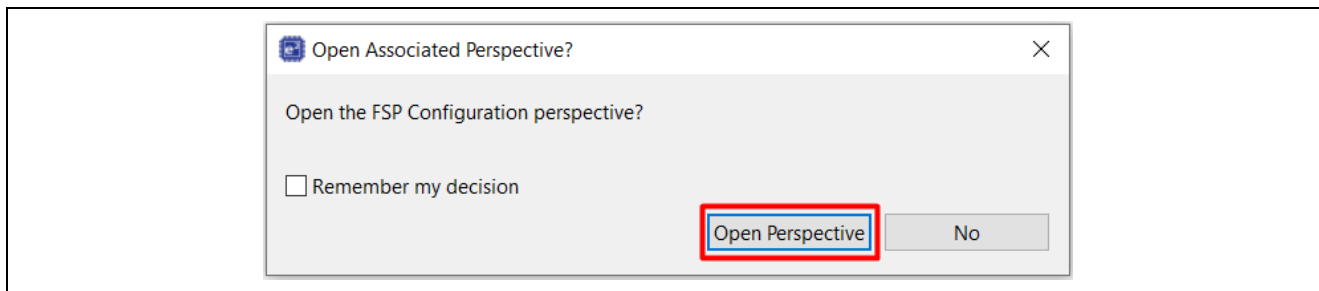 Open Associated Perspective?
Open the FSP Configuration perspective?
Remember my decision
Open Perspective No